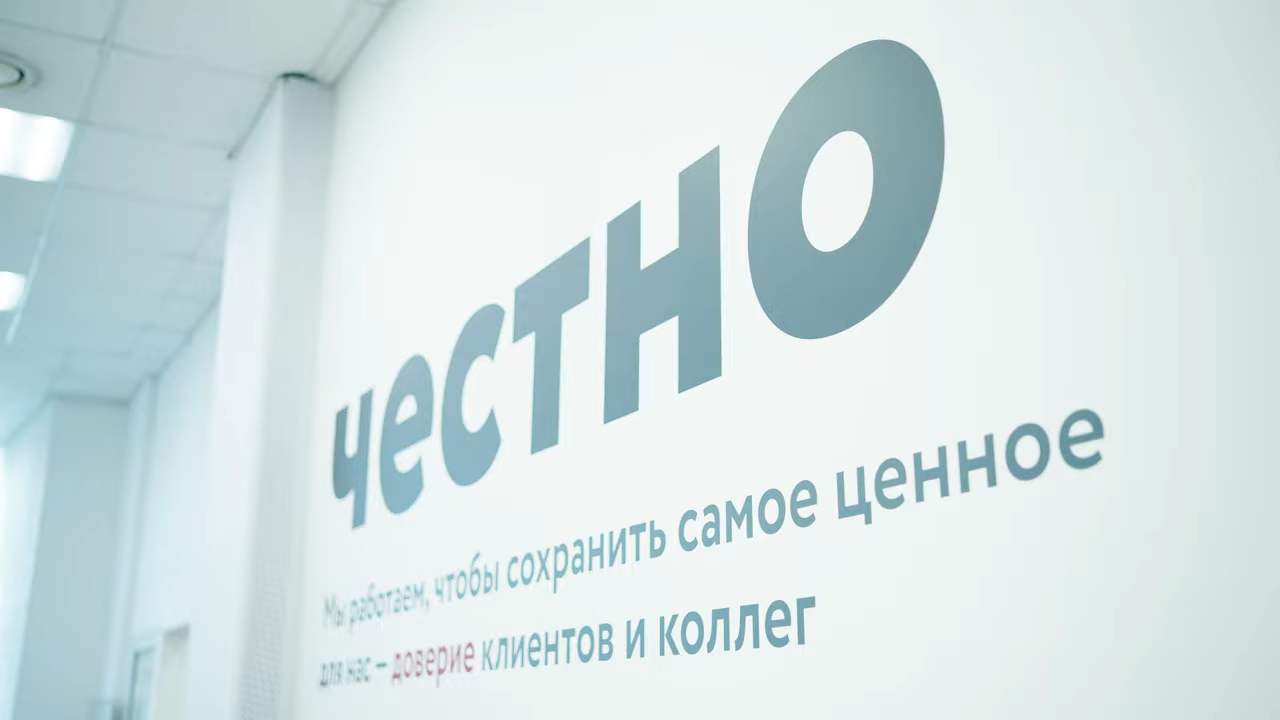 честно
Мы работаем, чтобы сохранить самое ценное
для нас – доверие клиентов и коллег